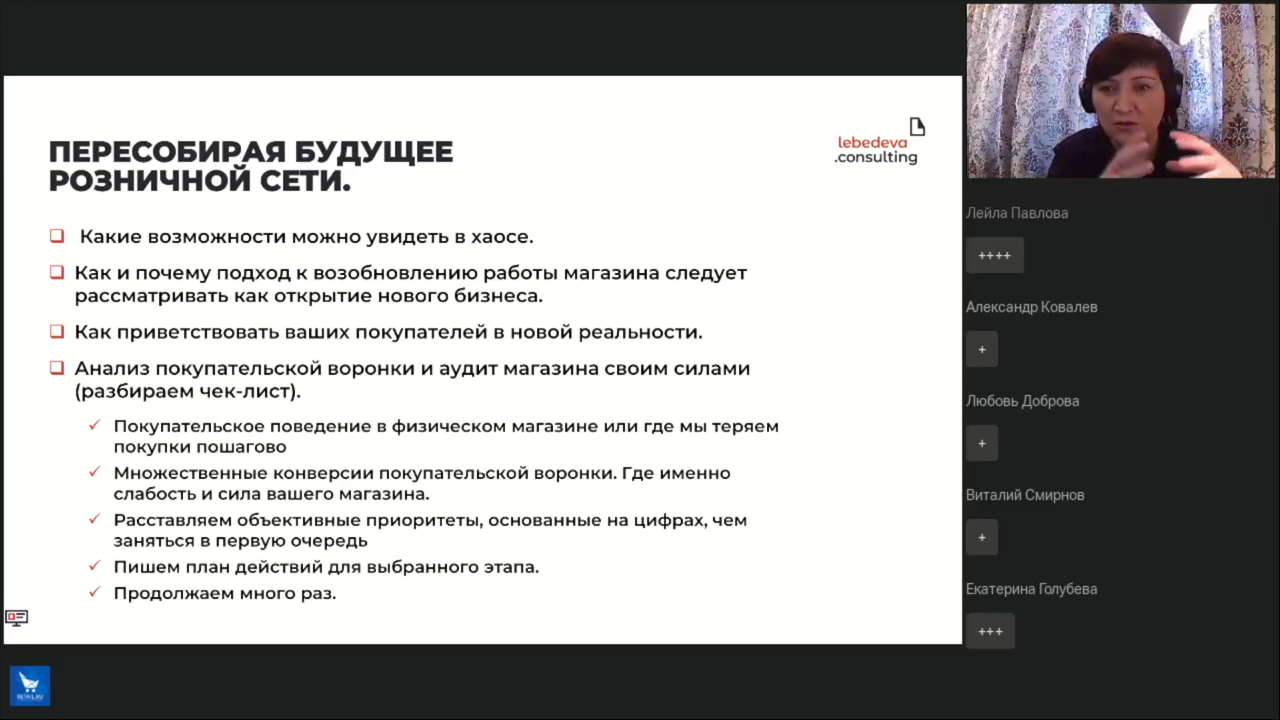 ПЕРЕСОБИРАЯ БУДУЩЕЕ
РОЗНИЧНОЙ СЕТИ.
lebedeva
.consulting
Какие возможности можно увидеть в хаосе.
Как и почему подход к возобновлению работы магазина следует
рассматривать как открытие нового бизнеса.
Как приветствовать ваших покупателей в новой реальности.
Анализ покупательской воронки и аудит магазина своим силами
(разбираем чек-лист).
Покупательское поведение в физическом магазине или где мы теряем
покупки пошагово
Множественные конверсии покупательской воронки. Где именно
слабость и сила вашего магазина.
Расставляем объективные приоритеты, основанные на цифрах, чем
заняться в первую очередь
Пишем план действий для выбранного этапа.
Продолжаем много раз.
RETAIL.RU
Лейла Павлова
++++
Александр Ковалев
+
Любовь Доброва
+
Виталий Смирнов
+
Екатерина Голубева
+++